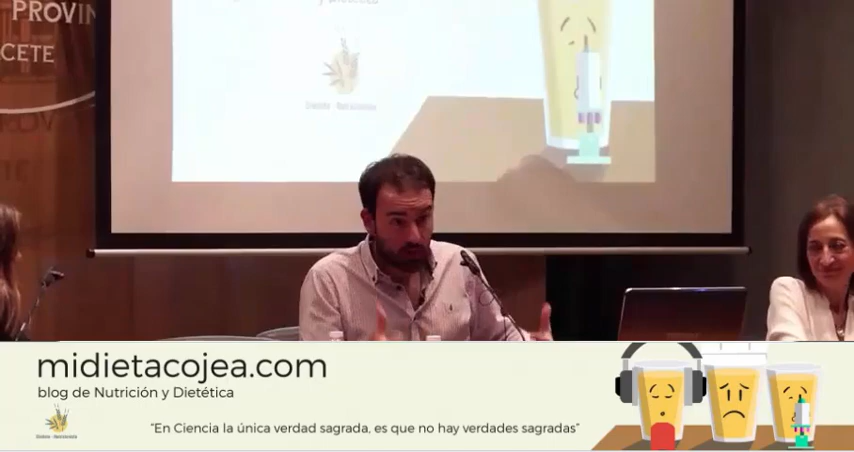 PROVIN
CETE
midietacojea.com
blog de Nutrición y Dietética
"En Ciencia la única verdad sagrada, es que no hay verdades sagradas"